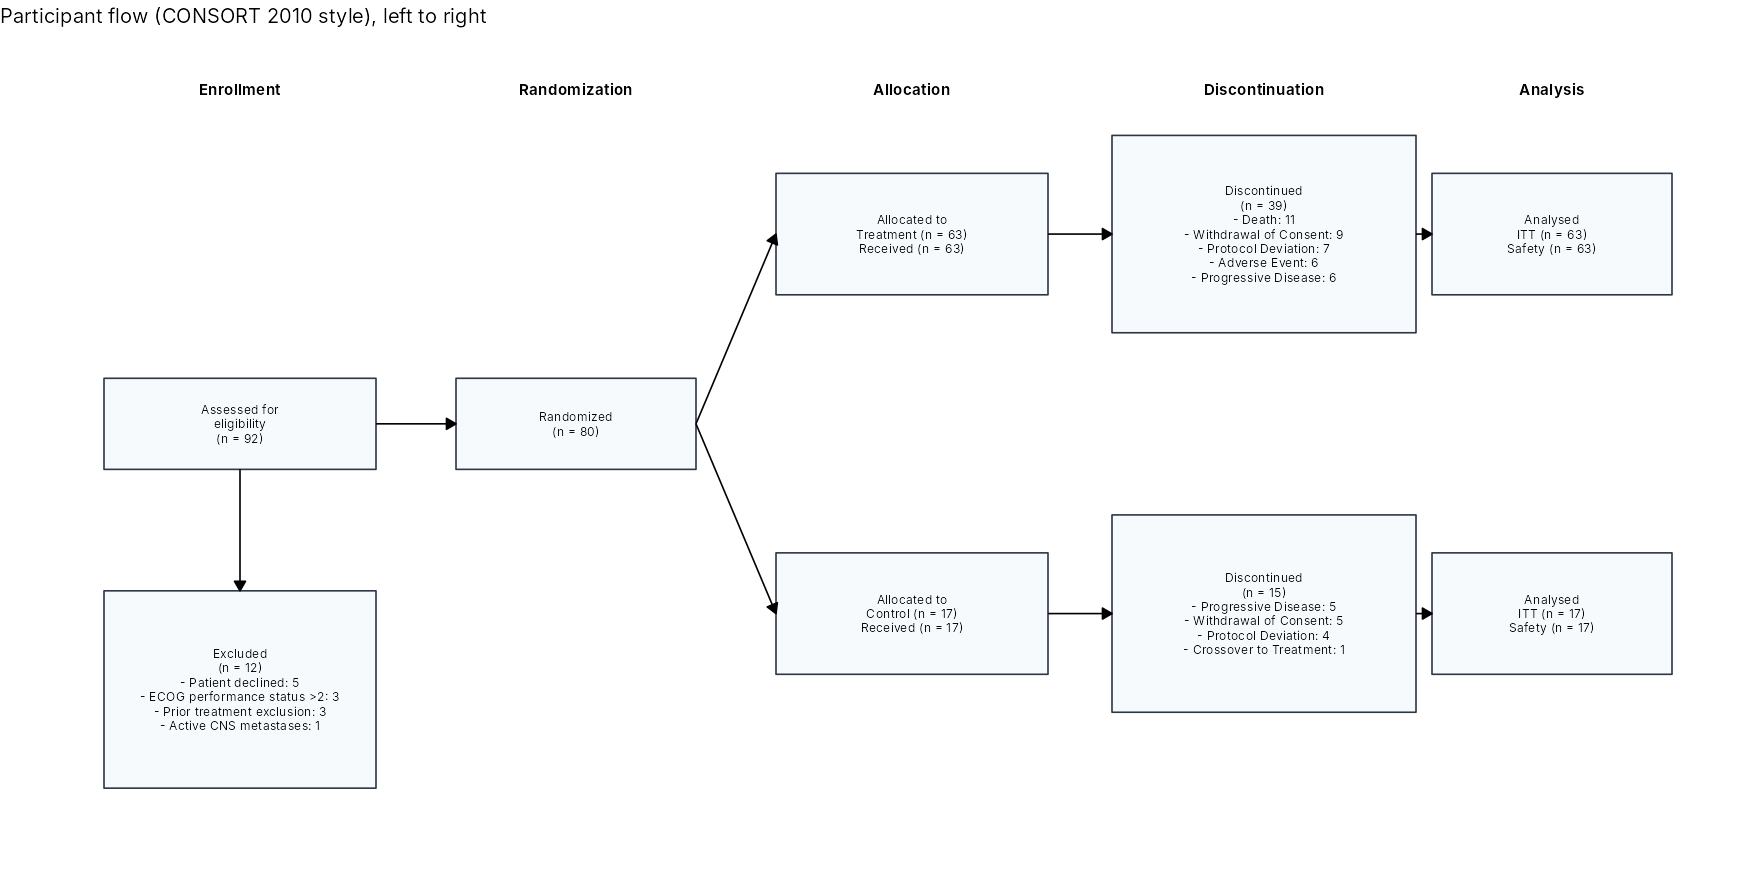 Participant flow (CONSORT 2010 style), left to right
Enrollment
Randomization
Allocation
Discontinuation
Analysis
Assessed for
eligibility
(n = 92)
Excluded
(n = 12)
- Patient declined: 5
- ECOG performance status >2: 3
- Prior treatment exclusion: 3
- Active CNS metastases: 1
Randomized
(n = 80)
Allocated to
Treatment (n = 63)
Received (n = 63)
Discontinued
(n = 39)
- Death: 11
- Withdrawal of Consent: 9
- Protocol Deviation: 7
- Adverse Event: 6
- Progressive Disease: 6
Analysed
ITT (n = 63)
Safety (n = 63)
Allocated to
Control (n = 17)
Received (n = 17)
Discontinued
(n = 15)
- Progressive Disease: 5
- Withdrawal of Consent: 5
- Protocol Deviation: 4
- Crossover to Treatment: 1
Analysed
ITT (n = 17)
Safety (n = 17)